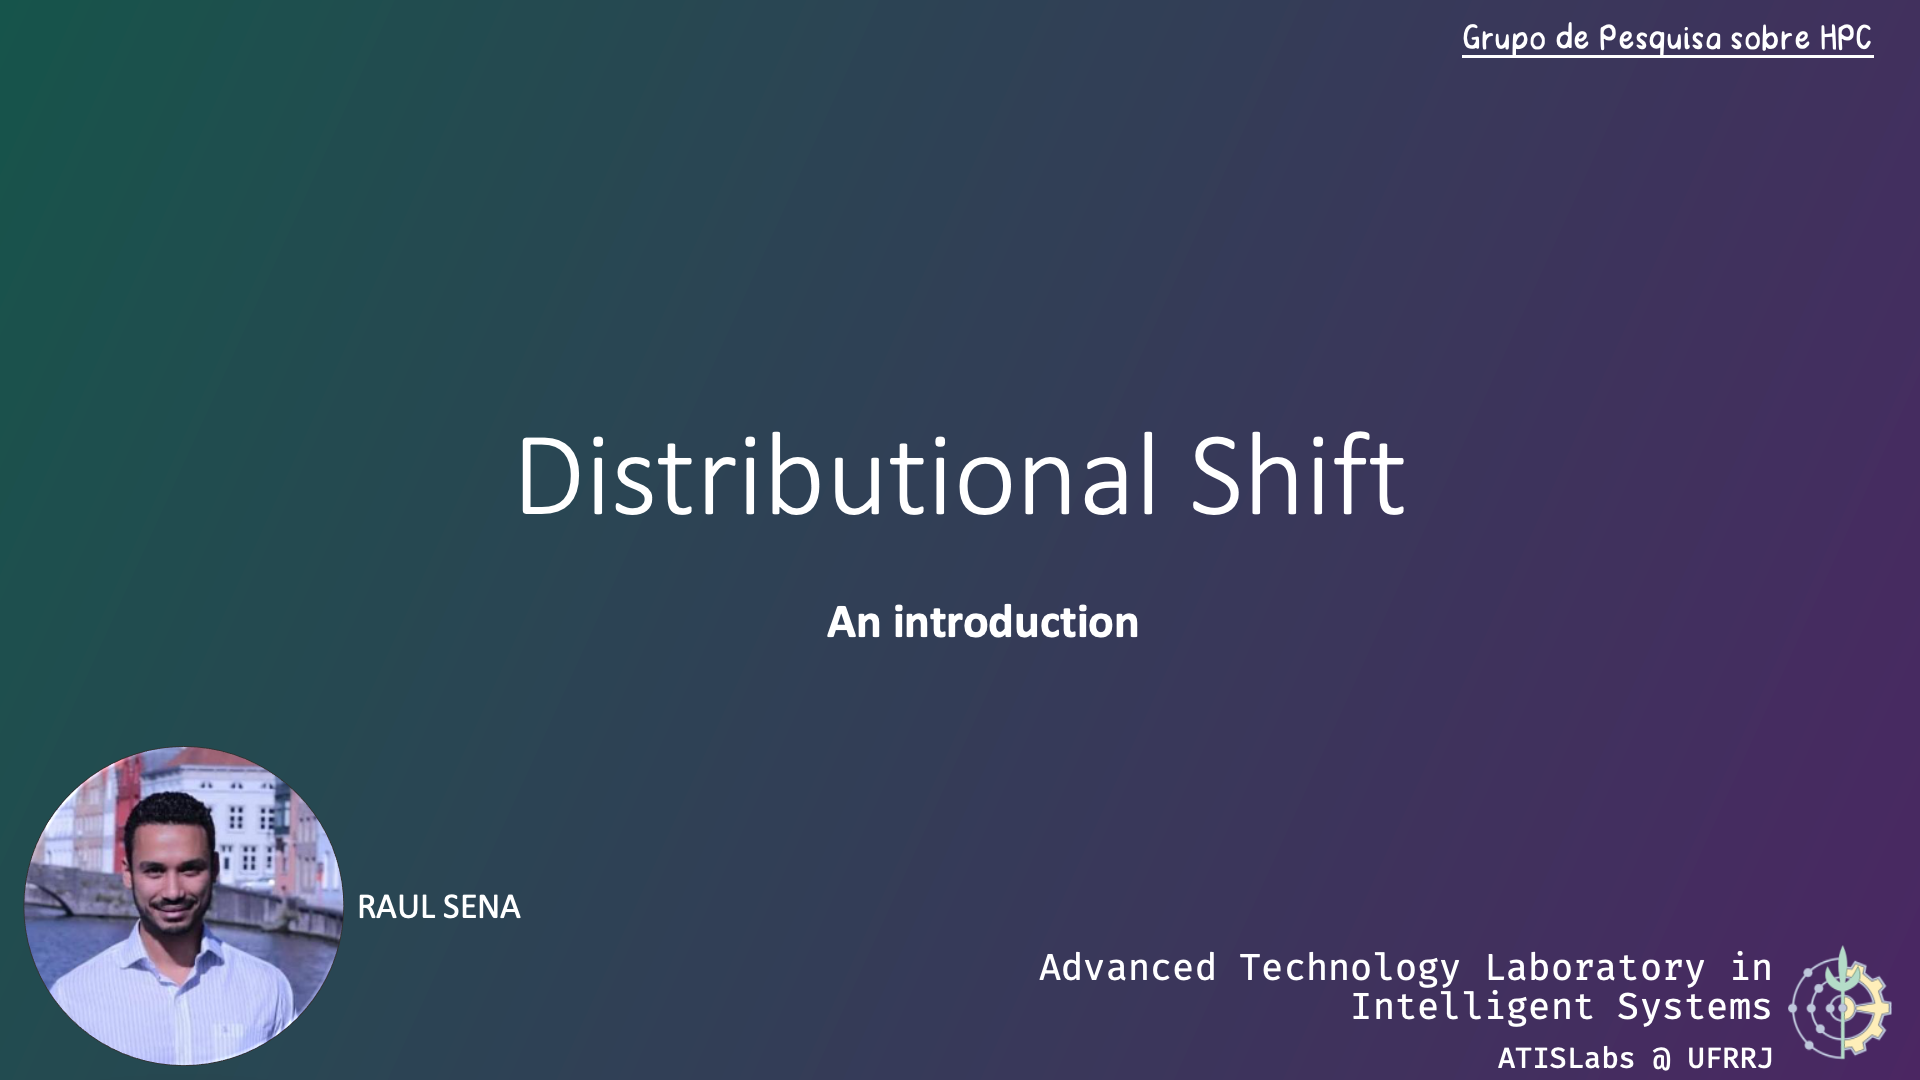 Grupo de Pesquisa sobre HPC
Distributional Shift
An introduction
RAUL SENA
Advanced Technology Laboratory in
Intelligent Systems
ATISLabs @ UFRRJ